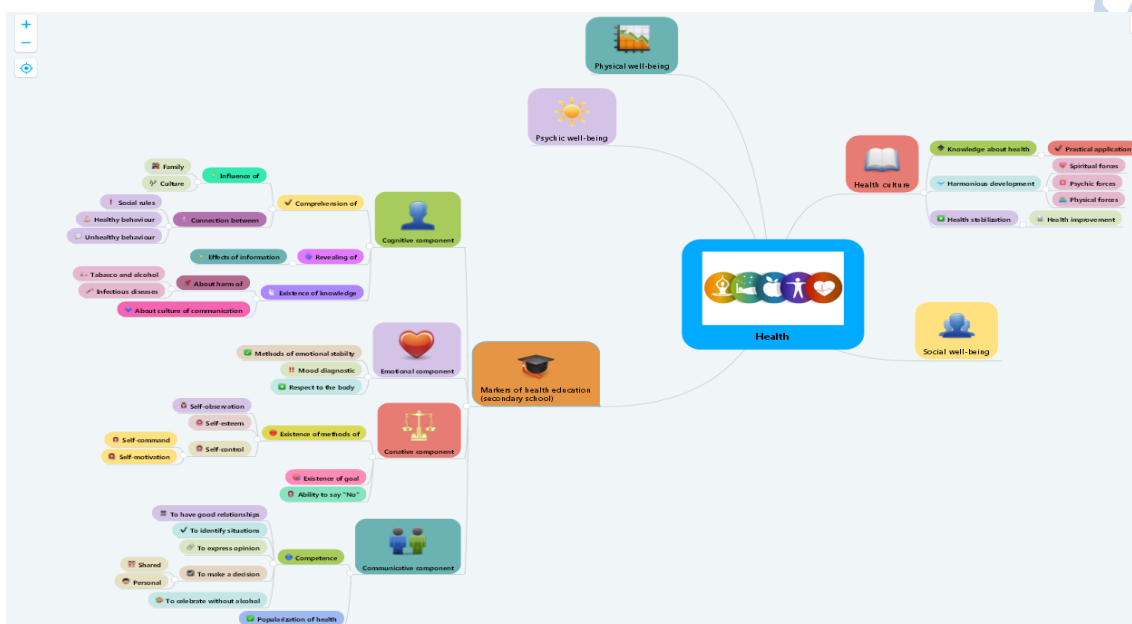 Physical well-being
Psychic well-being
Health culture
Knowledge about health
Practical application
Harmonious development
Spiritual forces
Psychic forces
Physical forces
Health stabilization
Health improvement
Health
Social well-being
Markers of health education
(secondary school)
Cognitive component
Comprehension of
Influence of
Family
Culture
Connection between
Social rules
Healthy behaviour
Unhealthy behaviour
Revealing of
Effects of information
Existence of knowledge
About harm of
Tabasco and alcohol
Infectious diseases
About culture of communication
Emotional component
Methods of emotional stabilty
Mood diagnostic
Respect to the body
Conative component
Existence of methods of
Self-observation
Self-esteem
Self-control
Self-command
Self-motivation
Existence of goal
Ability to say "No"
Communicative component
Competence
To have good relationships
To identify situations
To express opinion
To make a decision
Shared
Personal
To celebrate without alcohol
Popularization of health